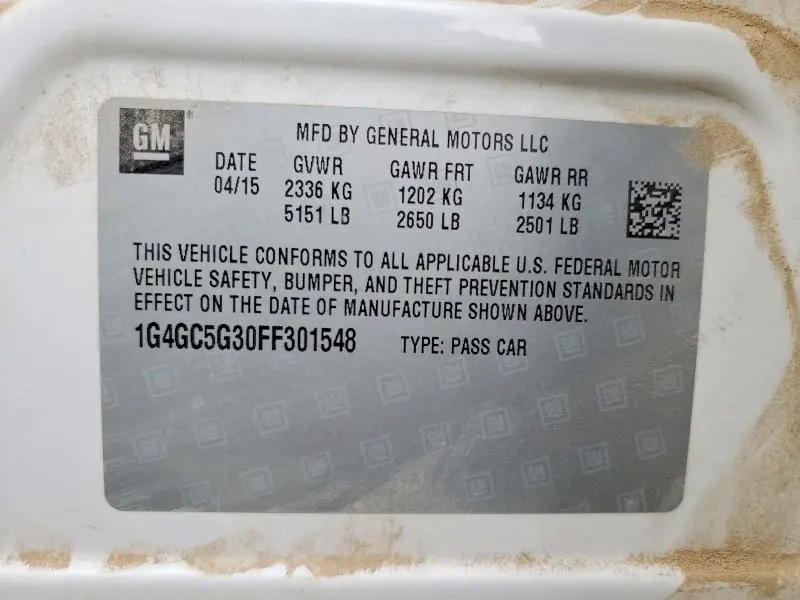 GM
MFD BY GENERAL MOTORS LLC
DATE GVWR GAWR FRT GAWR RR
04/15 2336 KG 1202 KG 1134 KG
5151 LB 2650 LB 2501 LB
THIS VEHICLE CONFORMS TO ALL APPLICABLE U.S. FEDERAL MOTOR
VEHICLE SAFETY, BUMPER, AND THEFT PREVENTION STANDARDS IN
EFFECT ON THE DATE OF MANUFACTURE SHOWN ABOVE.
1G4GC5G30FF301548 TYPE: PASS CAR